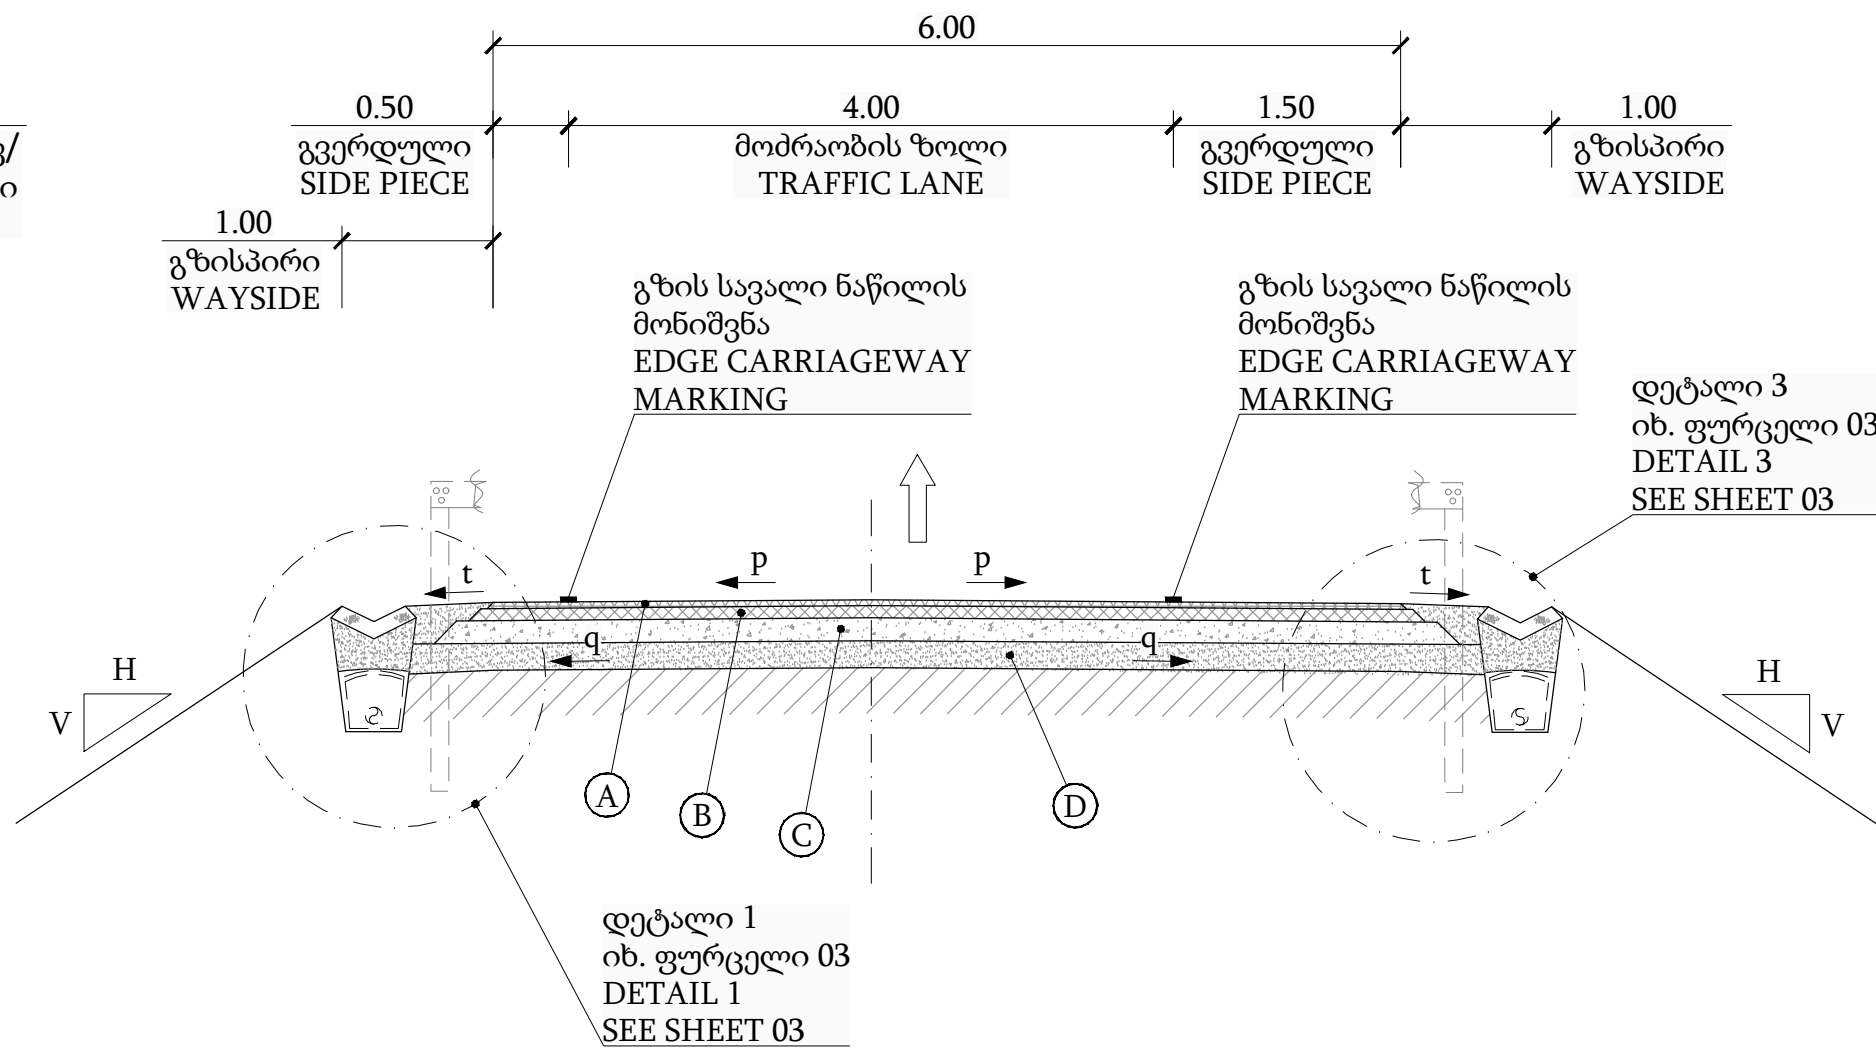 6.00
0.50
4.00
1.50
1.00
გვერდული
SIDE PIECE
მოძრაობის ზოლი
TRAFFIC LANE
გვერდული
SIDE PIECE
გზისპირი
WAYSIDE
1.00
გზისპირი
WAYSIDE
გზის სავალი ნაწილის
მონიშვნა
EDGE CARRIAGEWAY
MARKING
გზის სავალი ნაწილის
მონიშვნა
EDGE CARRIAGEWAY
MARKING
დეტალი 3
იხ. ფურცელი 03
DETAIL 3
SEE SHEET 03
p
p
t
t
q
q
H
V
H
V
A
B
C
D
დეტალი 1
იხ. ფურცელი 03
DETAIL 1
SEE SHEET 03